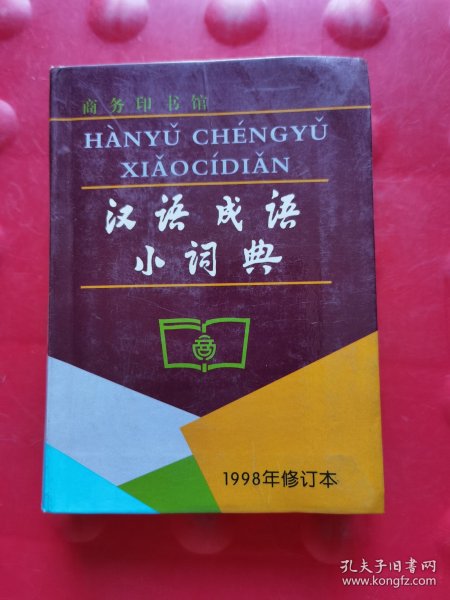 商务印书馆
HÀNYǓ CHÉNGYǓ
XIǍOCÍDIǍN
汉语成语
小词典
商
1998年修订本
孔夫子旧书网
www.kongfz.com